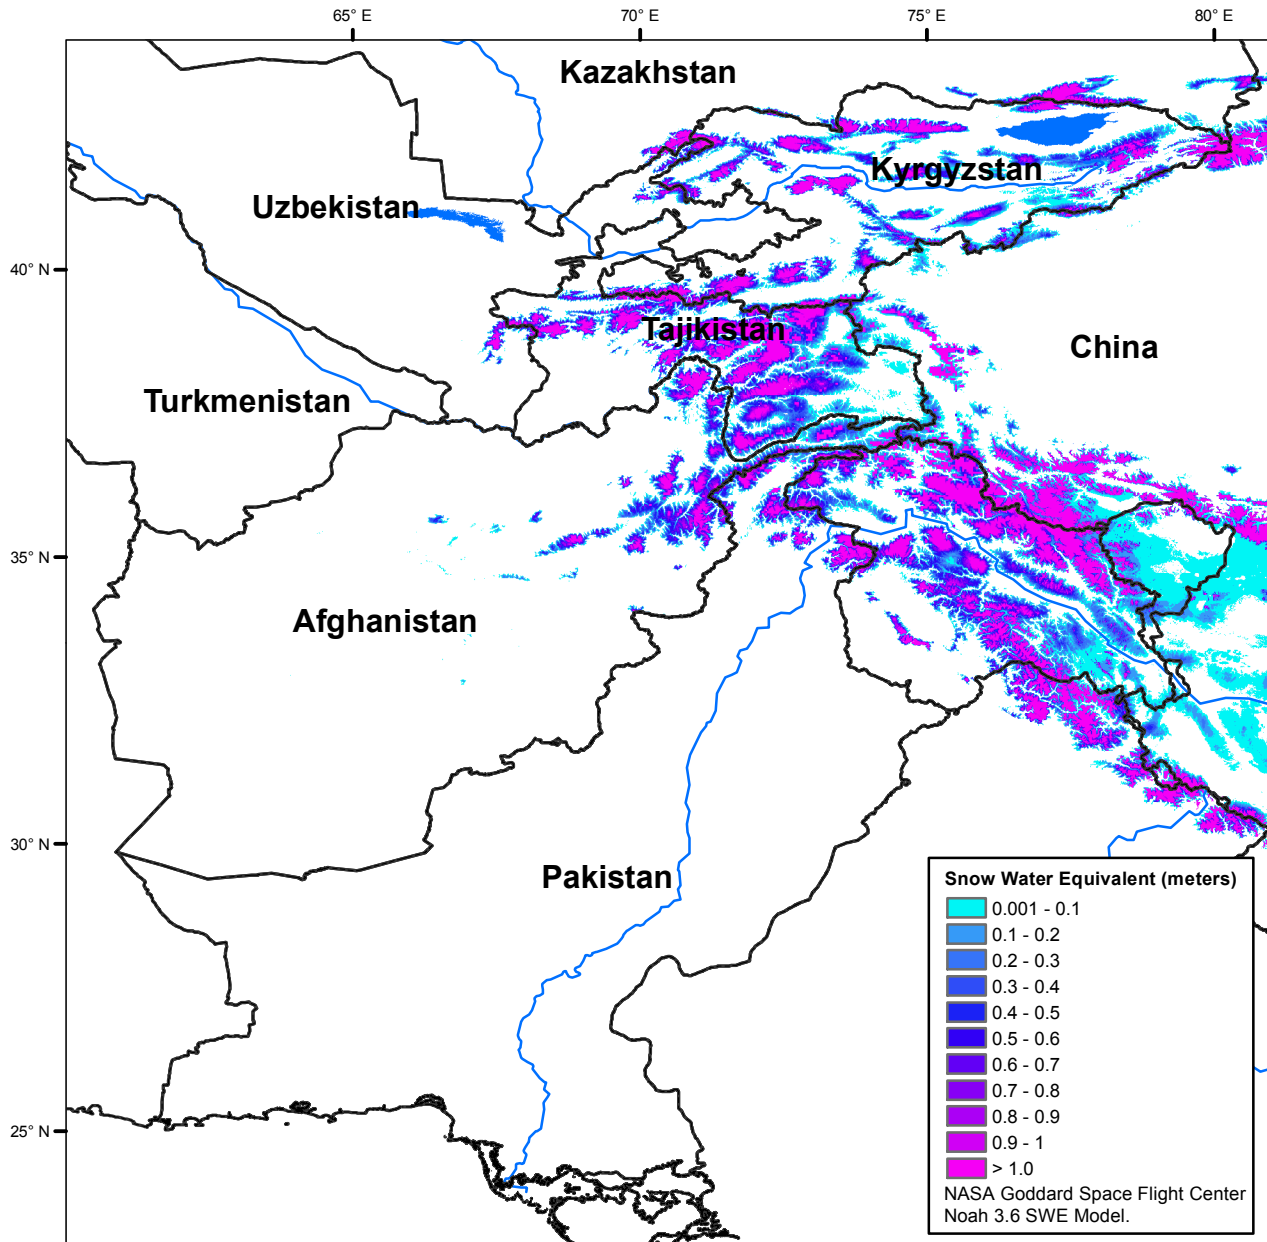 65° E
70° E
75° E
80° E
Kazakhstan
Kyrgyzstan
Uzbekistan
40° N
Tajikistan
China
Turkmenistan
35° N
Afghanistan
30° N
Pakistan
25° N
Snow Water Equivalent (meters)
0.001 - 0.1
0.1 - 0.2
0.2 - 0.3
0.3 - 0.4
0.4 - 0.5
0.5 - 0.6
0.6 - 0.7
0.7 - 0.8
0.8 - 0.9
0.9 - 1
> 1.0
NASA Goddard Space Flight Center
Noah 3.6 SWE Model.